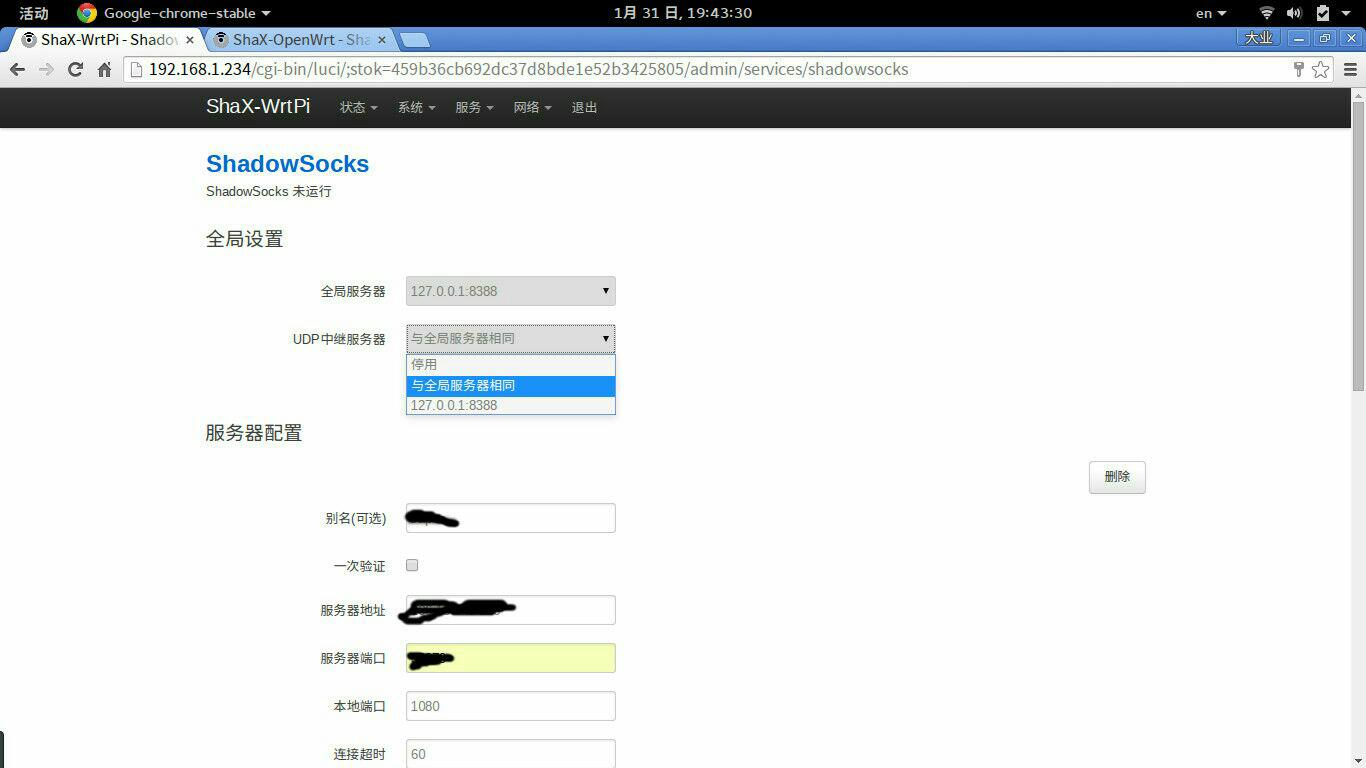 活动 Google-chrome-stable 1月 31 日, 19:43:30 en
ShaX-WrtPi - Shadow ShaX-OpenWrt - Sha 大业
192.168.1.234/cgi-bin/luci/;stok=459b36cb692dc37d8bde1e52b3425805/admin/services/shadowsocks
ShaX-WrtPi 状态 系统 服务 网络 退出
ShadowSocks
ShadowSocks 未运行
全局设置
全局服务器 127.0.0.1:8388
UDP中继服务器 与全局服务器相同
停用
与全局服务器相同
127.0.0.1:8388
服务器配置
删除
别名(可选)
一次验证
服务器地址
服务器端口
本地端口 1080
连接超时 60